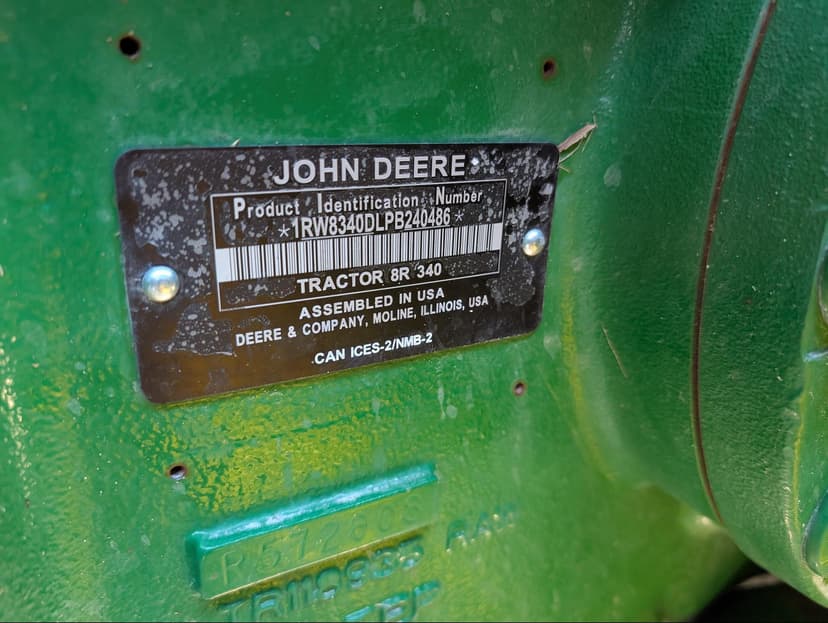 JOHN DEERE
Product Identification Number
*1RW8340DLPB240486*
TRACTOR 8R 340
ASSEMBLED IN USA
DEERE & COMPANY, MOLINE, ILLINOIS, USA
CAN ICES-2/NMB-2